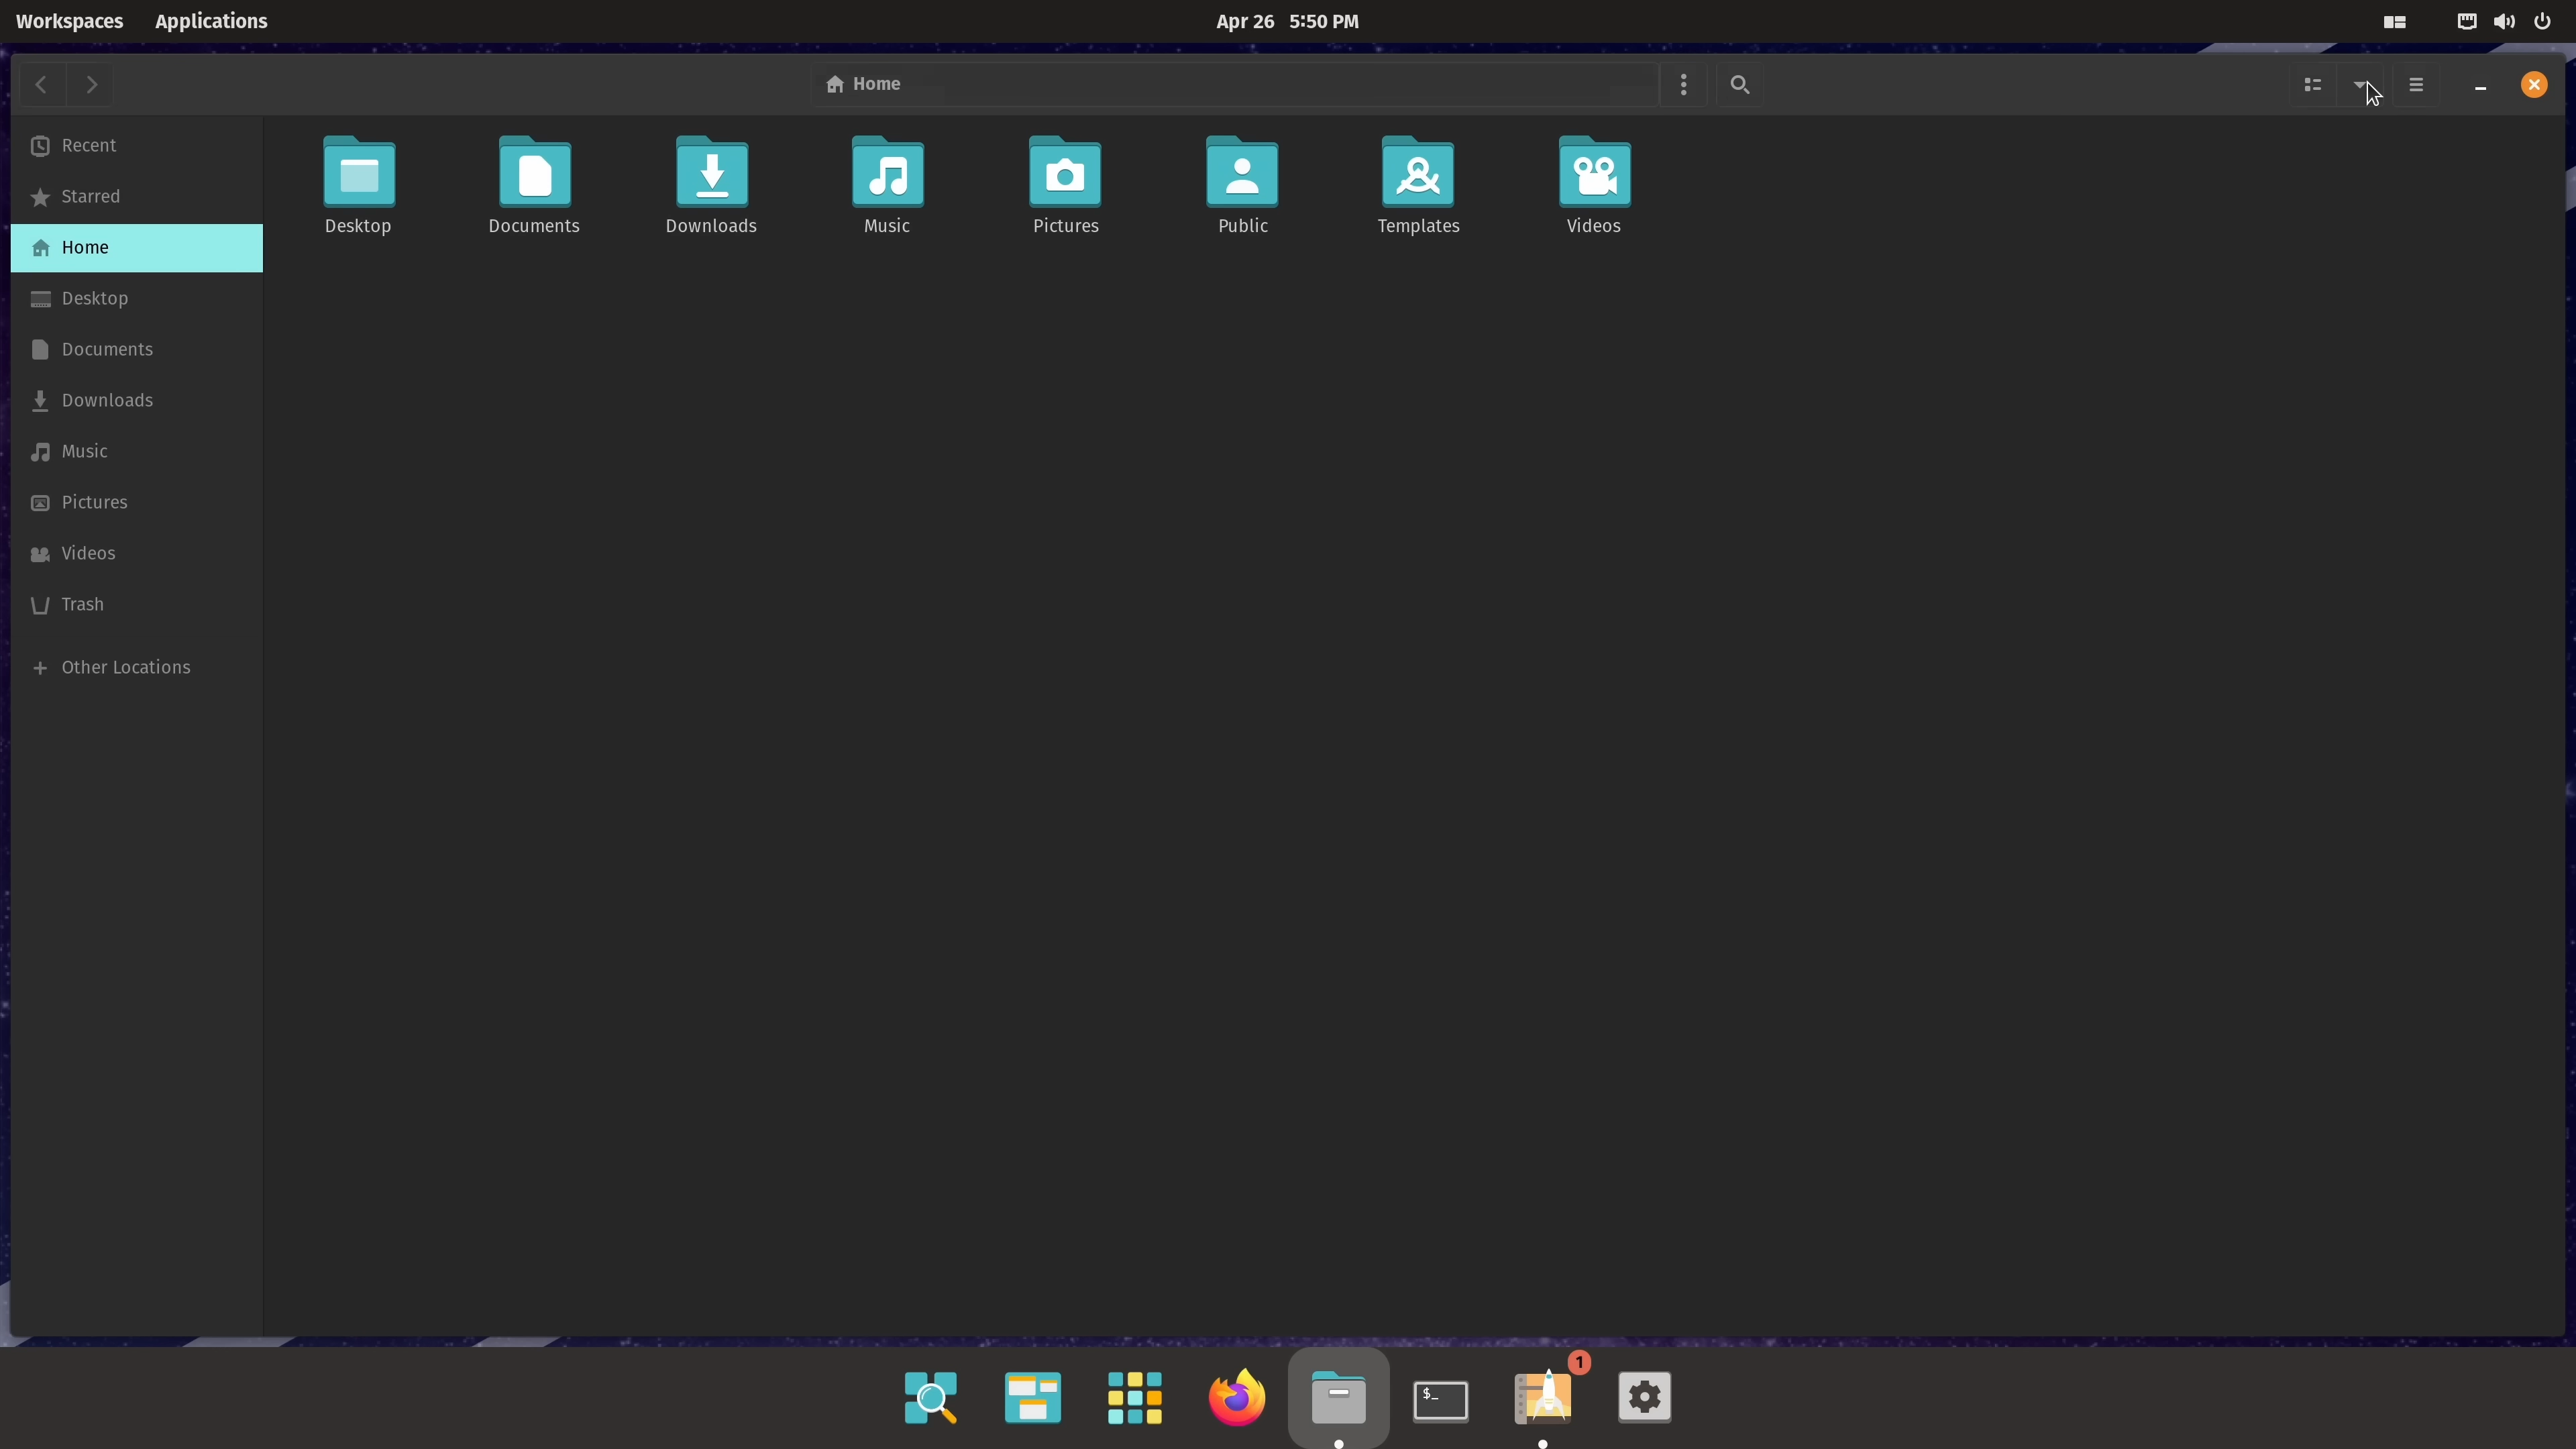 Workspaces Applications Apr 26 5:50 PM
Home
Recent
Starred
Home
Desktop
Documents
Downloads
Music
Pictures
Videos
Trash
Other Locations
Desktop Documents Downloads Music Pictures Public Templates Videos
1
$_